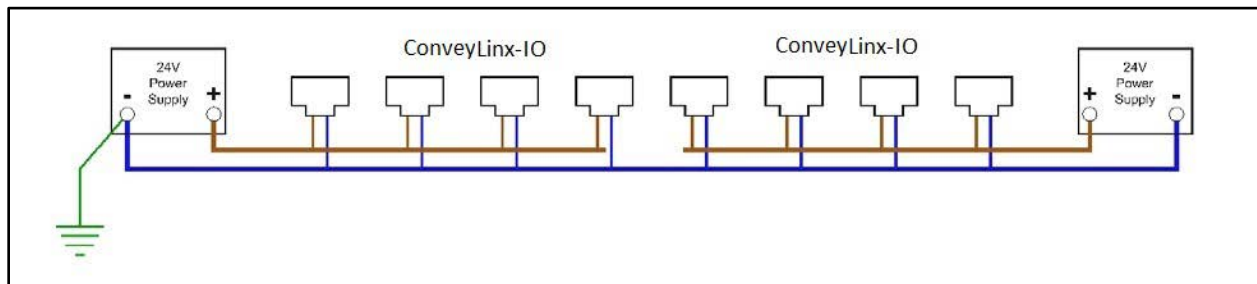 ConveyLinx-IO
ConveyLinx-IO
24V
Power
Supply
-
+
24V
Power
Supply
+
-